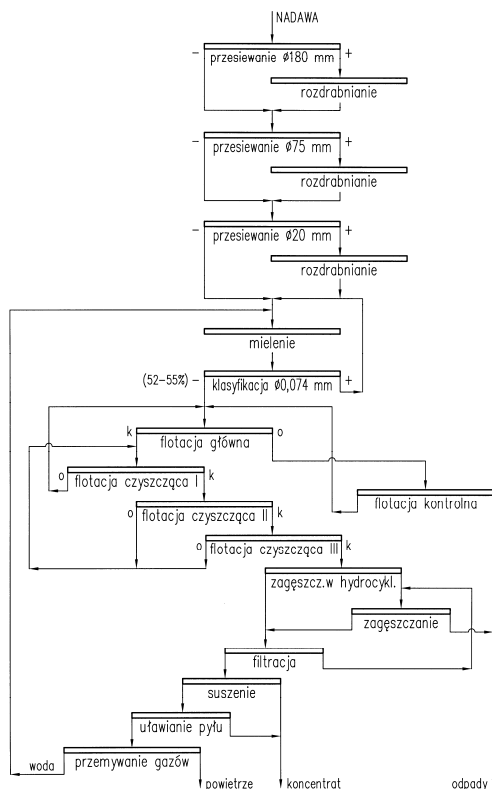 NADAWA
- przesiewanie ø180 mm +
rozdrabnianie
- przesiewanie ø75 mm +
rozdrabnianie
- przesiewanie ø20 mm +
rozdrabnianie
mielenie
(52-55%) - klasyfikacja ø0,074 mm +
k flotacja główna o
o flotacja czyszcząca I k
flotacja kontrolna
o flotacja czyszcząca II k
o flotacja czyszcząca III k
zagęszcz.w hydrocykl.
zagęszczanie
filtracja
suszenie
uławianie pyłu
woda przemywanie gazów
powietrze koncentrat odpady